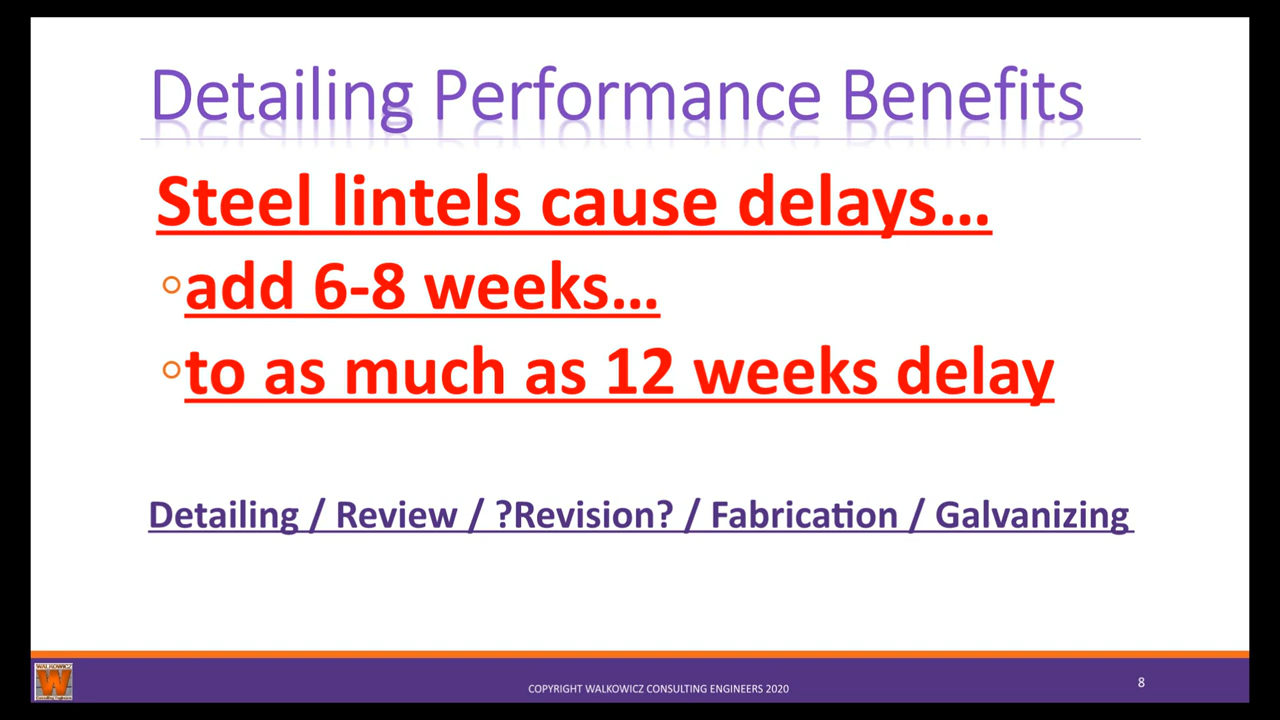 Detailing Performance Benefits
Steel lintels cause delays...
◦add 6-8 weeks...
◦to as much as 12 weeks delay
Detailing / Review / ?Revision? / Fabrication / Galvanizing
WALKOWICZ
W
COPYRIGHT WALKOWICZ CONSULTING ENGINEERS 2020
8